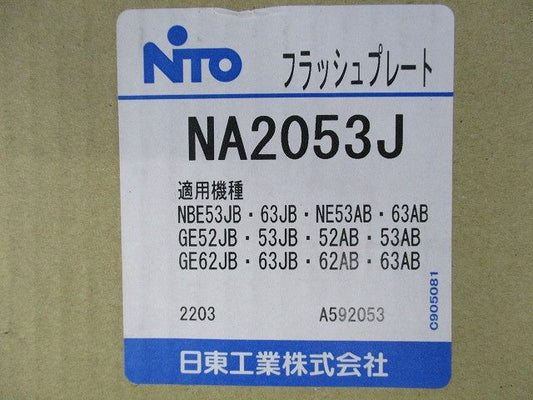 NITO フラッシュプレート
NA2053J
適用機種
NBE53JB・63JB・NE53AB・63AB
GE52JB・53JB・52AB・53AB
GE62JB・63JB・62AB・63AB
2203 A592053
C905081
日東工業株式会社